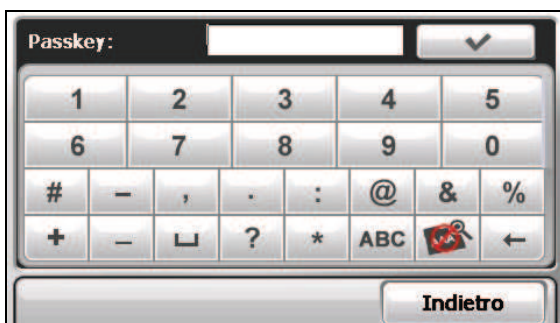 Passkey:
1 2 3 4 5
6 7 8 9 0
# - , . : @ & %
+ _ ␣ ? * ABC ←
Indietro